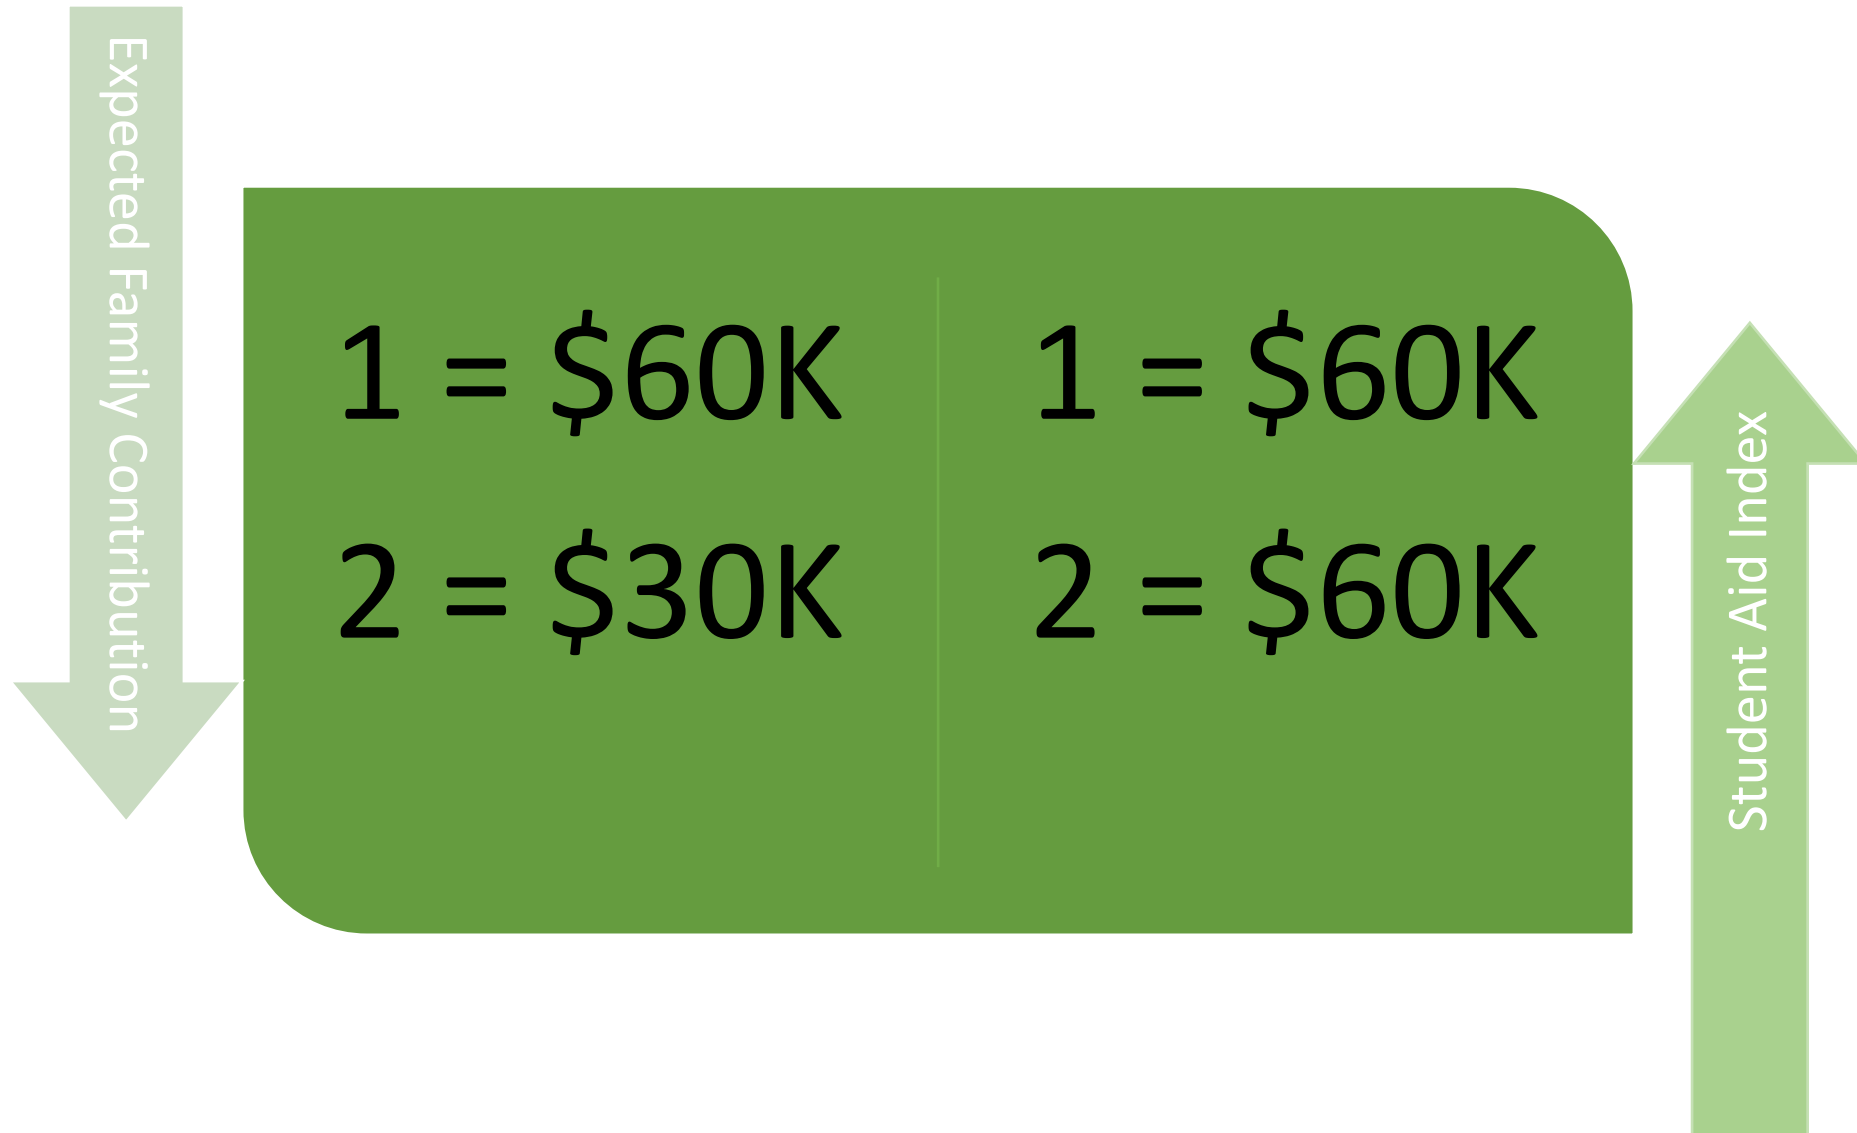 Expected Family Contribution
1 = $60K
2 = $30K
1 = $60K
2 = $60K
Student Aid Index